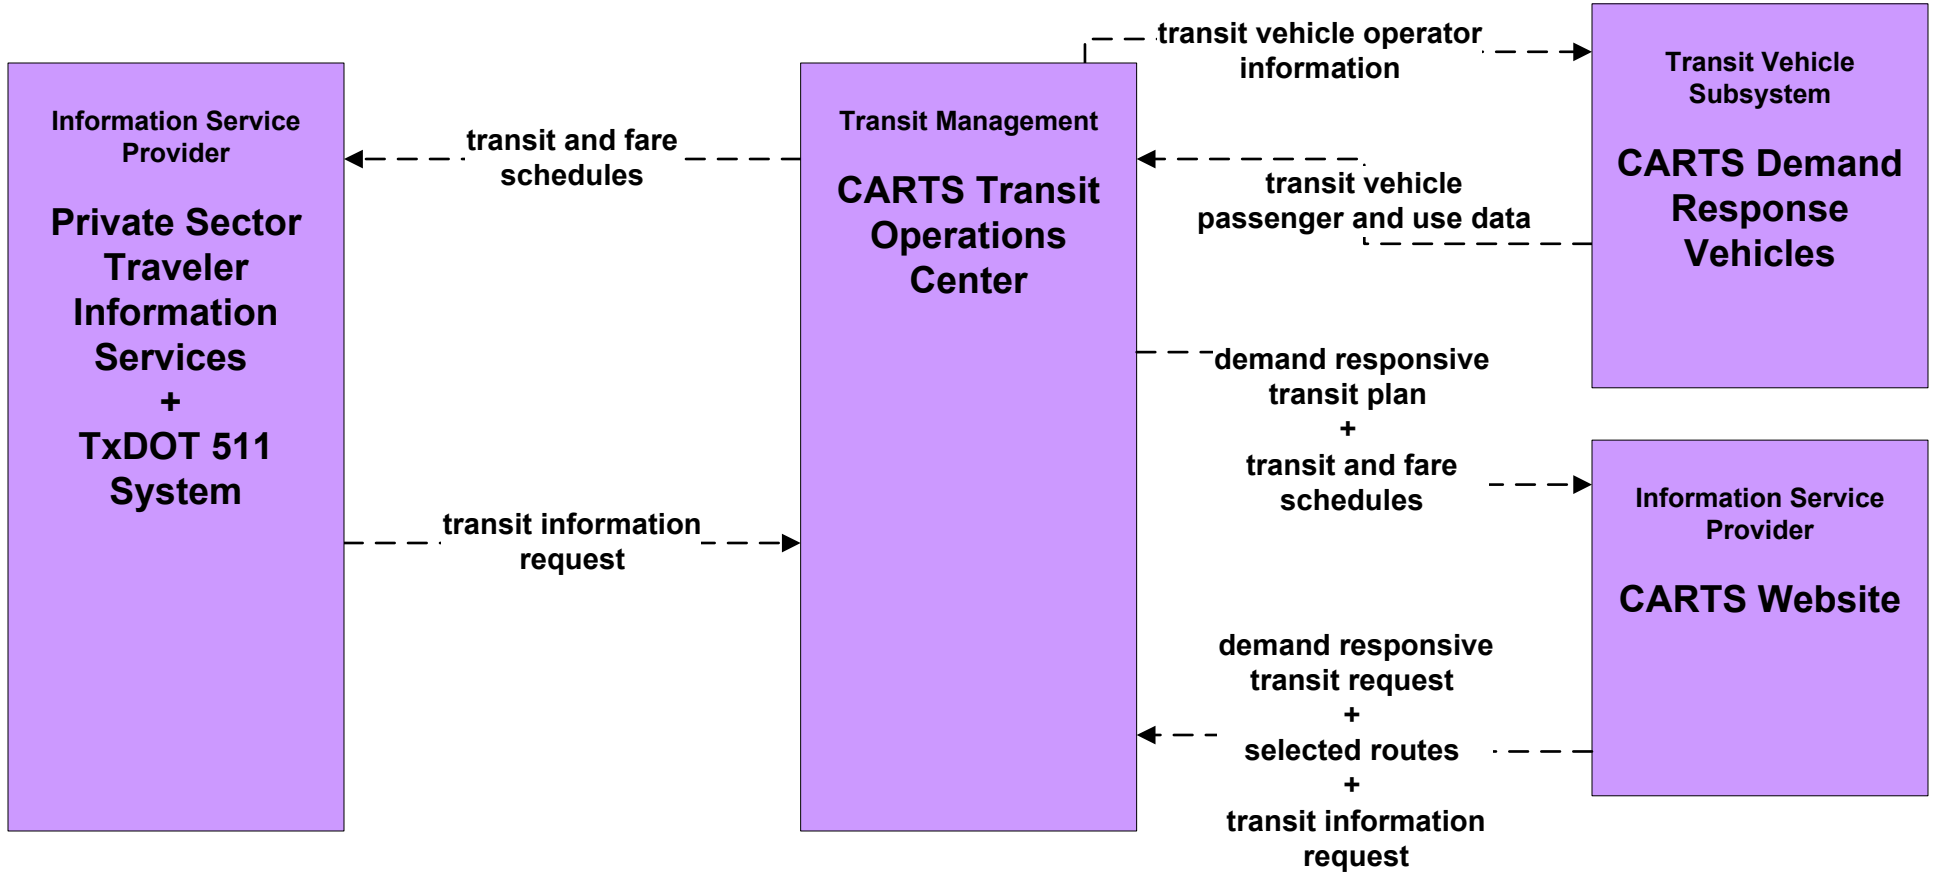 Information Service
Provider
Private Sector
Traveler
Information
Services
+
TxDOT 511
System
transit and fare
schedules
transit information
request
Transit Management
CARTS Transit
Operations
Center
transit vehicle operator
information
transit vehicle
passenger and use data
demand responsive
transit plan
+
transit and fare
schedules
demand responsive
transit request
+
selected routes
+
transit information
request
Transit Vehicle
Subsystem
CARTS Demand
Response
Vehicles
Information Service
Provider
CARTS Website